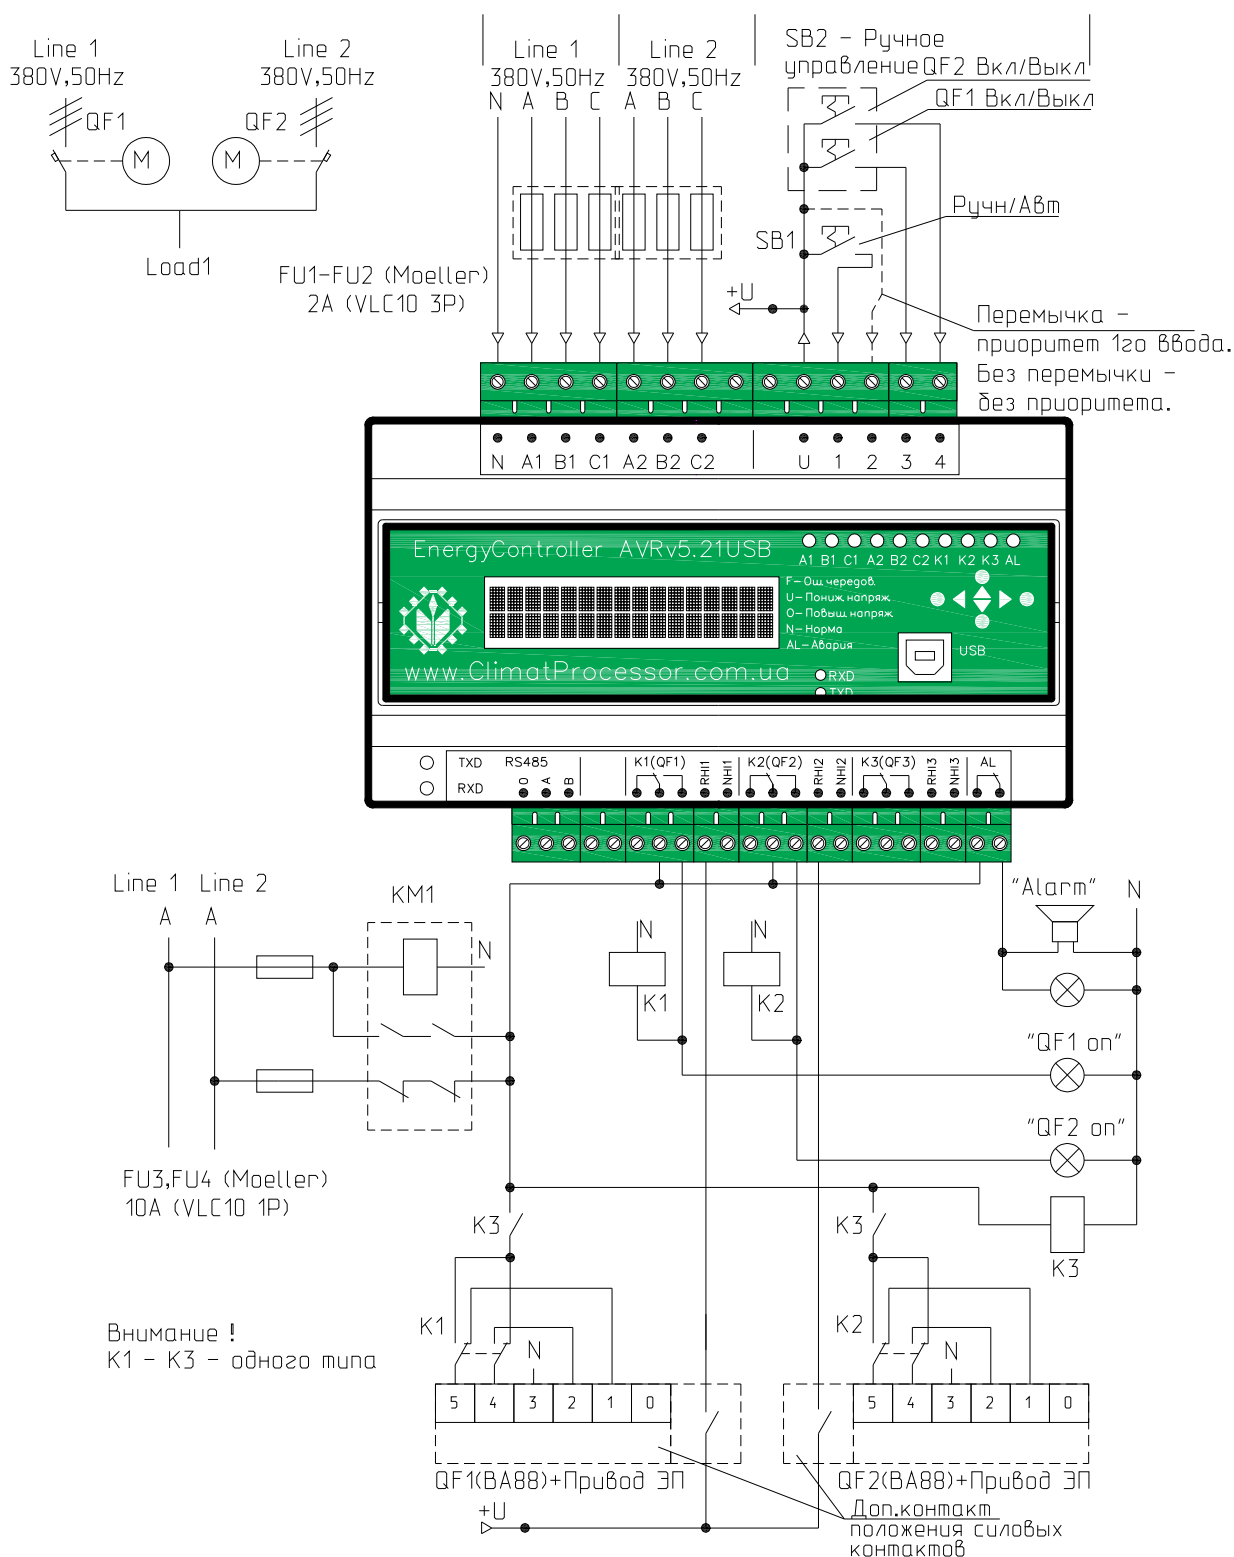 Line 1
380V,50Hz
QF1
M
Line 2
380V,50Hz
QF2
M
Load1
Line 1
380V,50Hz
Line 2
380V,50Hz
N A B C A B C
FU1-FU2 (Moeller)
2A (VLC10 3P)
SB2 - Ручное
управление
QF2 Вкл/Выкл
QF1 Вкл/Выкл
Ручн/Авт
SB1
+U
Перемычка -
приоритет 1го ввода.
Без перемычки -
без приоритета.
N A1 B1 C1 A2 B2 C2 U 1 2 3 4
EnergyController AVRv5.21USB
A1 B1 C1 A2 B2 C2 K1 K2 K3 AL
F-Ош.чередов.
U-Пониж напряж
O-Повыш напряж
N-Норма
AL-Авария
USB
www.ClimatProcessor.com.ua
RXD
TXD
TXD RS485
RXD
0 A B
K1(QF1) RHI1 NHI1 K2(QF2) RHI2 NHI2 K3(QF3) RHI3 NHI3 AL
Line 1 Line 2
A A
KM1
N
N
K1
N
K2
"Alarm"
N
"QF1 on"
"QF2 on"
K3
FU3,FU4 (Moeller)
10A (VLC10 1P)
K3
K3
K1
K2
Внимание !
K1 - K3 - одного типа
N
5 4 3 2 1 0
N
5 4 3 2 1 0
QF1(BA88)+Привод ЭП
QF2(BA88)+Привод ЭП
+U
Доп.контакт
положения силовых
контактов